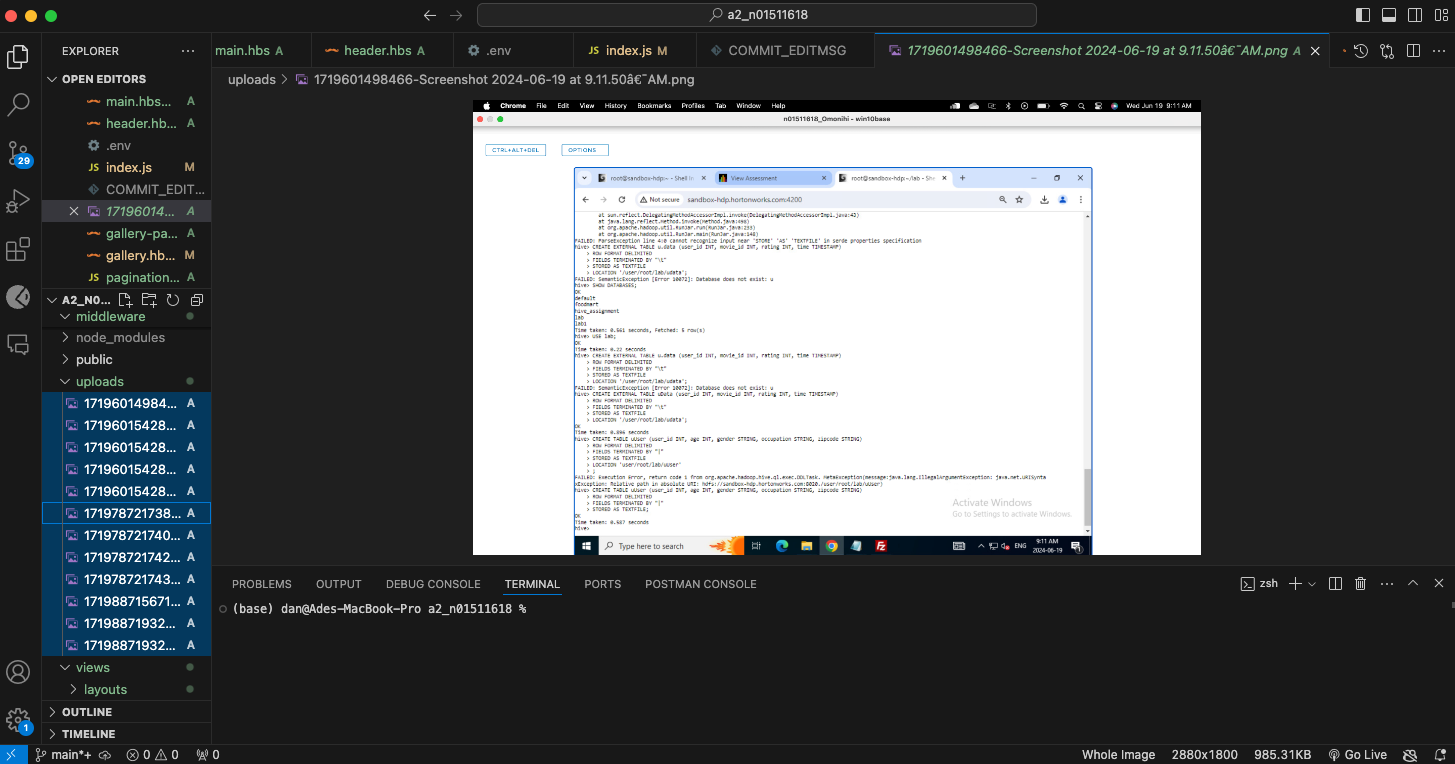 a2_n01511618
EXPLORER
main.hbs A
header.hbs A
.env
JS index.js M
COMMIT_EDITMSG
1719601498466-Screenshot 2024-06-19 at 9.11.50â€¯AM.png A
uploads > 1719601498466-Screenshot 2024-06-19 at 9.11.50â€¯AM.png
OPEN EDITORS
main.hbs... A
header.hb... A
.env
JS index.js M
COMMIT_EDIT...
17196014... A
gallery-pa... A
gallery.hb... M
JS pagination... A
A2_N0...
middleware
node_modules
public
uploads
17196014984... A
17196015428... A
17196015428... A
17196015428... A
17196015428... A
171978721738... A
171978721740... A
171978721742... A
171978721743... A
171988715671... A
17198871932... A
17198871932... A
views
layouts
OUTLINE
TIMELINE
29
1
Chrome File Edit View History Bookmarks Profiles Tab Window Help
Wed Jun 19 9:11 AM
n01511618_Omonihi - win10base
CTRL+ALT+DEL
OPTIONS
root@sandbox-hdp:~ - Shell In
View Assessment
root@sandbox-hdp:~/lab - She
Not secure sandbox-hdp.hortonworks.com:4200
at sun.reflect.DelegatingMethodAccessorImpl.invoke(DelegatingMethodAccessorImpl.java:43)
at java.lang.reflect.Method.invoke(Method.java:498)
at org.apache.hadoop.util.RunJar.run(RunJar.java:233)
at org.apache.hadoop.util.RunJar.main(RunJar.java:148)
FAILED: ParseException line 4:0 cannot recognize input near 'STORE' 'AS' 'TEXTFILE' in serde properties specification
hive> CREATE EXTERNAL TABLE u.data (user_id INT, movie_id INT, rating INT, time TIMESTAMP)
> ROW FORMAT DELIMITED
> FIELDS TERMINATED BY "\t"
> STORED AS TEXTFILE
> LOCATION '/user/root/lab/udata';
FAILED: SemanticException [Error 10072]: Database does not exist: u
hive> SHOW DATABASES;
OK
default
foodmart
hive_assignment
lab
lab1
Time taken: 0.561 seconds, Fetched: 5 row(s)
hive> USE lab;
OK
Time taken: 0.22 seconds
hive> CREATE EXTERNAL TABLE u.data (user_id INT, movie_id INT, rating INT, time TIMESTAMP)
> ROW FORMAT DELIMITED
> FIELDS TERMINATED BY "\t"
> STORED AS TEXTFILE
> LOCATION '/user/root/lab/udata';
FAILED: SemanticException [Error 10072]: Database does not exist: u
hive> CREATE EXTERNAL TABLE uData (user_id INT, movie_id INT, rating INT, time TIMESTAMP)
> ROW FORMAT DELIMITED
> FIELDS TERMINATED BY "\t"
> STORED AS TEXTFILE
> LOCATION '/user/root/lab/udata';
OK
Time taken: 0.896 seconds
hive> CREATE TABLE uUser (user_id INT, age INT, gender STRING, occupation STRING, zipcode STRING)
> ROW FORMAT DELIMITED
> FIELDS TERMINATED BY "|"
> STORED AS TEXTFILE
> LOCATION 'user/root/lab/uuser'
> ;
FAILED: Execution Error, return code 1 from org.apache.hadoop.hive.ql.exec.DDLTask. MetaException(message:java.lang.IllegalArgumentException: java.net.URISynta
xException: Relative path in absolute URI: hdfs://sandbox-hdp.hortonworks.com:8020./user/root/lab/uUser)
hive> CREATE TABLE uUser (user_id INT, age INT, gender STRING, occupation STRING, zipcode STRING)
> ROW FORMAT DELIMITED
> FIELDS TERMINATED BY "|"
> STORED AS TEXTFILE;
OK
Time taken: 0.587 seconds
hive>
Activate Windows
Go to Settings to activate Windows.
Type here to search
ENG
9:11 AM
2024-06-19
PROBLEMS OUTPUT DEBUG CONSOLE TERMINAL PORTS POSTMAN CONSOLE
zsh
(base) dan@Ades-MacBook-Pro a2_n01511618 %
main*+ 0 0 0
Whole Image 2880x1800 985.31KB Go Live